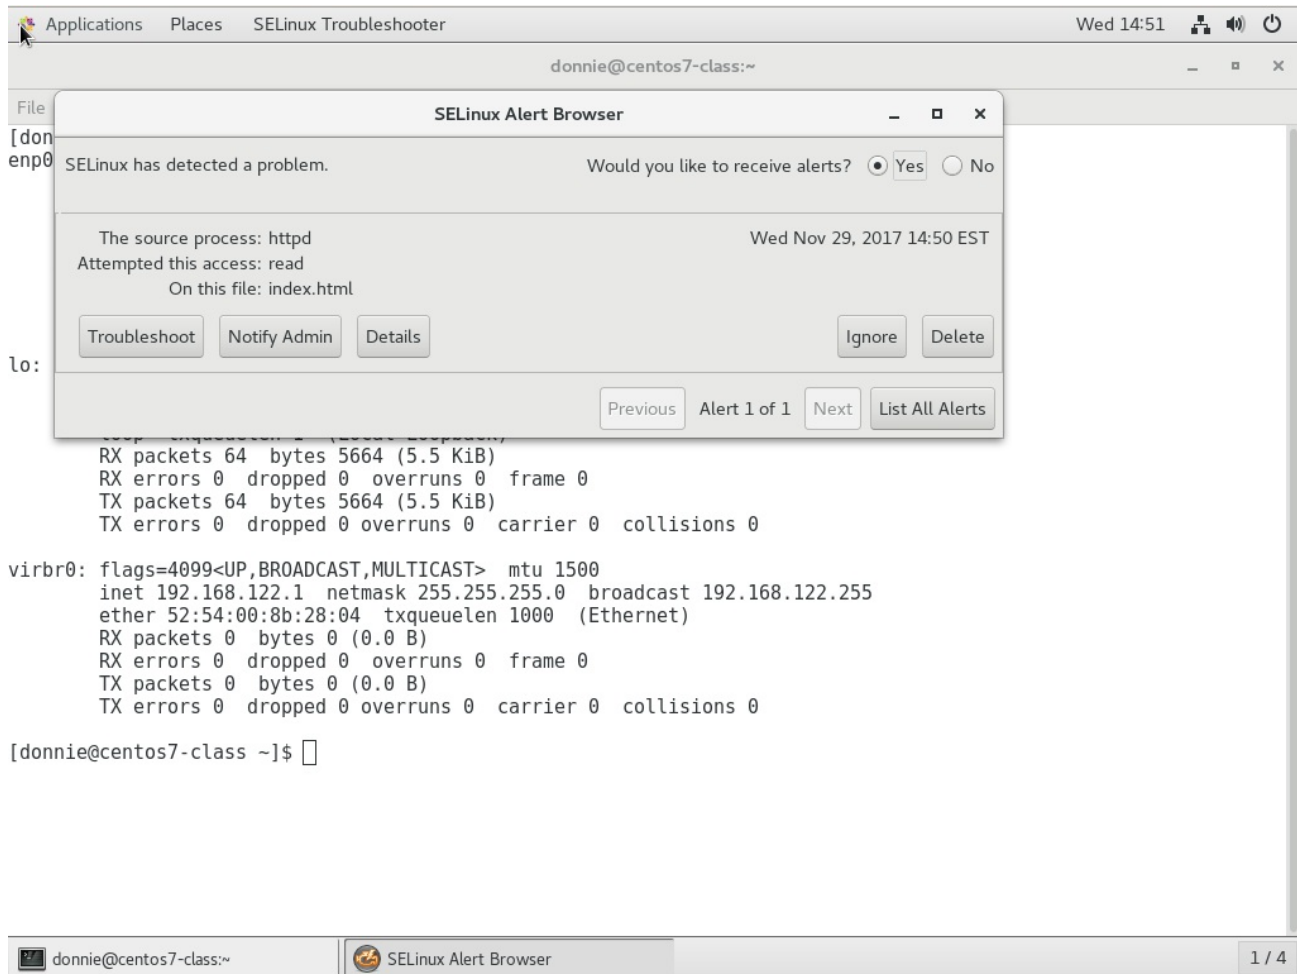 Applications Places SELinux Troubleshooter Wed 14:51
donnie@centos7-class:~
File
SELinux Alert Browser
[don
enp0
SELinux has detected a problem. Would you like to receive alerts? Yes No
The source process: httpd Wed Nov 29, 2017 14:50 EST
Attempted this access: read
On this file: index.html
Troubleshoot Notify Admin Details Ignore Delete
lo:
Previous Alert 1 of 1 Next List All Alerts
loop txqueuelen 1 (Local Loopback)
RX packets 64 bytes 5664 (5.5 KiB)
RX errors 0 dropped 0 overruns 0 frame 0
TX packets 64 bytes 5664 (5.5 KiB)
TX errors 0 dropped 0 overruns 0 carrier 0 collisions 0
virbr0: flags=4099<UP,BROADCAST,MULTICAST> mtu 1500
inet 192.168.122.1 netmask 255.255.255.0 broadcast 192.168.122.255
ether 52:54:00:8b:28:04 txqueuelen 1000 (Ethernet)
RX packets 0 bytes 0 (0.0 B)
RX errors 0 dropped 0 overruns 0 frame 0
TX packets 0 bytes 0 (0.0 B)
TX errors 0 dropped 0 overruns 0 carrier 0 collisions 0
[donnie@centos7-class ~]$
donnie@centos7-class:~ SELinux Alert Browser 1 / 4